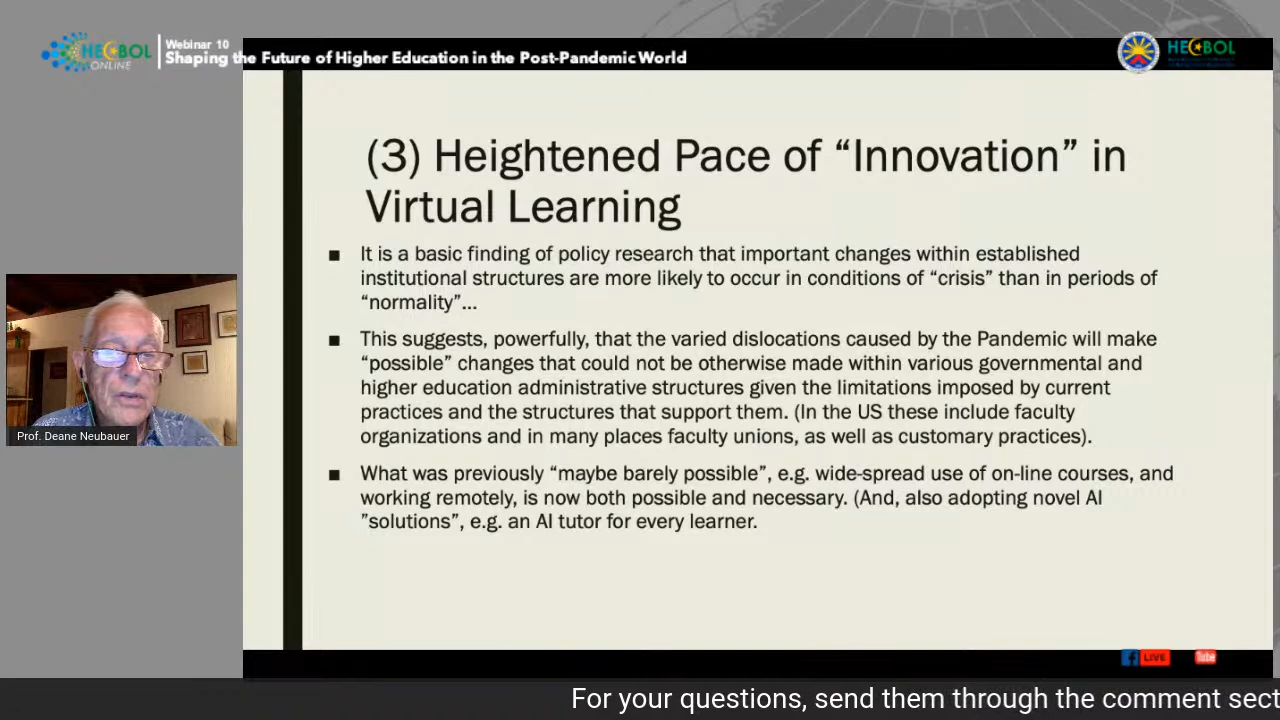 HECBOL
ONLINE
Webinar 10
Shaping the Future of Higher Education in the Post-Pandemic World
HECBOL
(3) Heightened Pace of “Innovation” in
Virtual Learning
■ It is a basic finding of policy research that important changes within established
institutional structures are more likely to occur in conditions of “crisis” than in periods of
“normality”...
■ This suggests, powerfully, that the varied dislocations caused by the Pandemic will make
“possible” changes that could not be otherwise made within various governmental and
higher education administrative structures given the limitations imposed by current
practices and the structures that support them. (In the US these include faculty
organizations and in many places faculty unions, as well as customary practices).
■ What was previously “maybe barely possible”, e.g. wide-spread use of on-line courses, and
working remotely, is now both possible and necessary. (And, also adopting novel AI
”solutions”, e.g. an AI tutor for every learner.
Prof. Deane Neubauer
LIVE
Tube
For your questions, send them through the comment sect